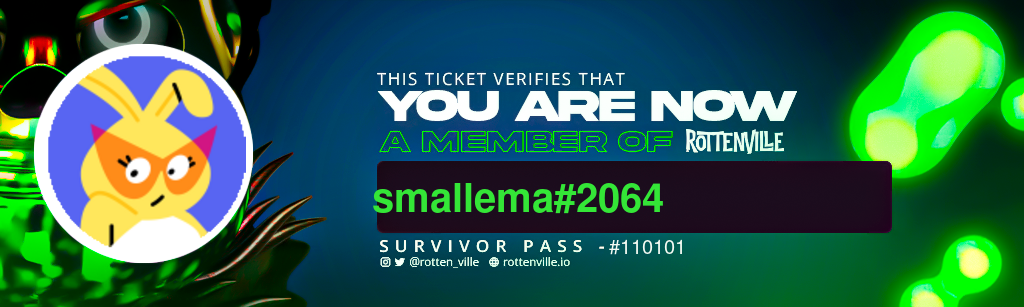 THIS TICKET VERIFIES THAT
YOU ARE NOW
A MEMBER OF ROTTENVILLE
smallema#2064
SURVIVOR PASS - #110101
@rotten_ville rottenville.io